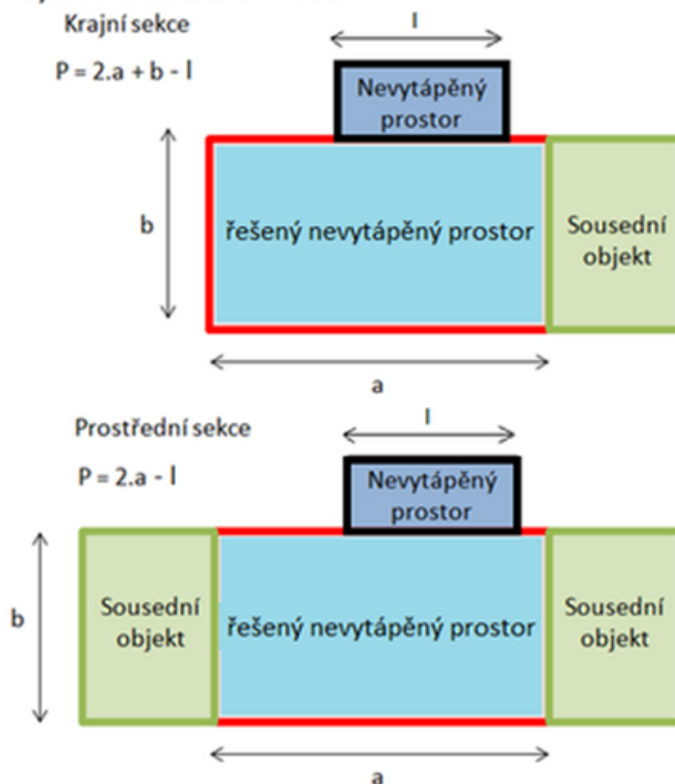 Krajní sekce
l
P = 2.a + b - l
Nevytápěný
prostor
b
řešený nevytápěný prostor
Sousední
objekt
a
Prostřední sekce
l
P = 2.a - l
Nevytápěný
prostor
b
Sousední
objekt
řešený nevytápěný prostor
Sousední
objekt
a